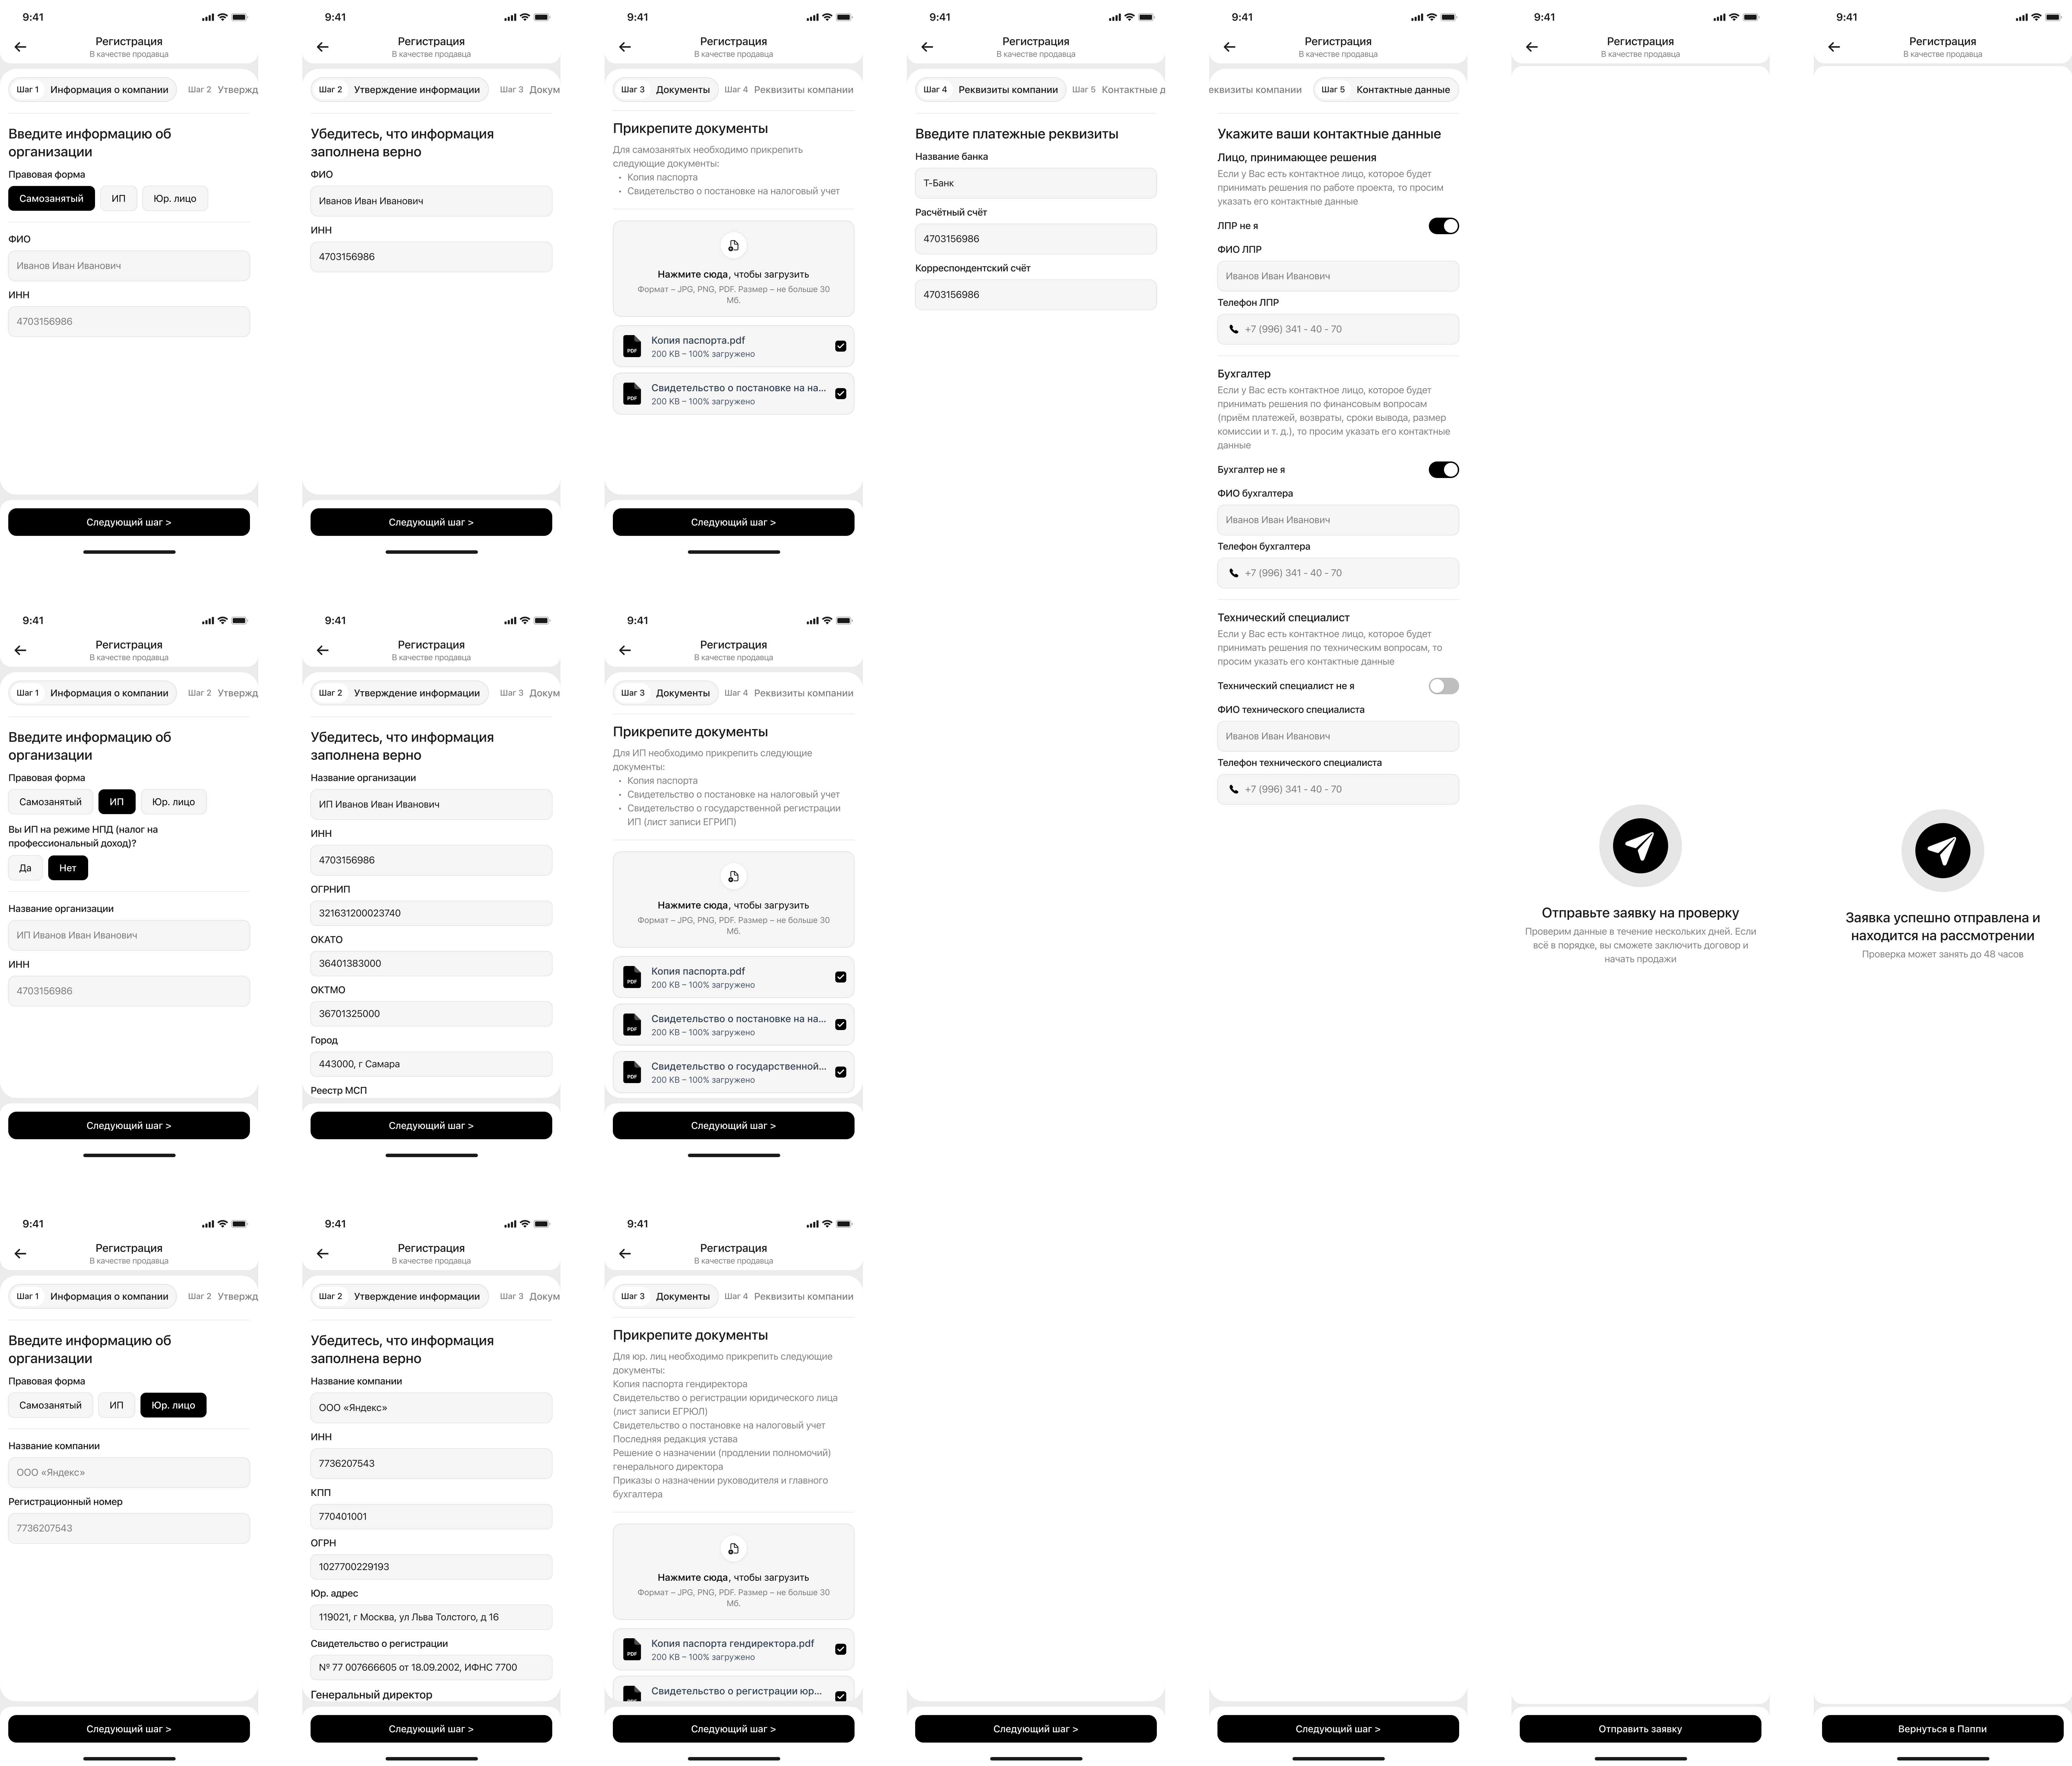 9:41
Регистрация
В качестве продавца
Шаг 1 Информация о компании Шаг 2 Утвержд
Введите информацию об
организации
Правовая форма
Самозанятый ИП Юр. лицо
ФИО
Иванов Иван Иванович
ИНН
4703156986
Следующий шаг >
9:41
Регистрация
В качестве продавца
Шаг 2 Утверждение информации Шаг 3 Докум
Убедитесь, что информация
заполнена верно
ФИО
Иванов Иван Иванович
ИНН
4703156986
Следующий шаг >
9:41
Регистрация
В качестве продавца
Шаг 3 Документы Шаг 4 Реквизиты компании
Прикрепите документы
Для самозанятых необходимо прикрепить
следующие документы:
• Копия паспорта
• Свидетельство о постановке на налоговый учет
Нажмите сюда, чтобы загрузить
Формат – JPG, PNG, PDF. Размер – не больше 30
Мб.
PDF
Копия паспорта.pdf
200 KB – 100% загружено
PDF
Свидетельство о постановке на на...
200 KB – 100% загружено
Следующий шаг >
9:41
Регистрация
В качестве продавца
Шаг 4 Реквизиты компании Шаг 5 Контактные д
Введите платежные реквизиты
Название банка
Т-Банк
Расчётный счёт
4703156986
Корреспондентский счёт
4703156986
Следующий шаг >
9:41
Регистрация
В качестве продавца
еквизиты компании Шаг 5 Контактные данные
Укажите ваши контактные данные
Лицо, принимающее решения
Если у Вас есть контактное лицо, которое будет
принимать решения по работе проекта, то просим
указать его контактные данные
ЛПР не я
ФИО ЛПР
Иванов Иван Иванович
Телефон ЛПР
+7 (996) 341 - 40 - 70
Бухгалтер
Если у Вас есть контактное лицо, которое будет
принимать решения по финансовым вопросам
(приём платежей, возвраты, сроки вывода, размер
комиссии и т. д.), то просим указать его контактные
данные
Бухгалтер не я
ФИО бухгалтера
Иванов Иван Иванович
Телефон бухгалтера
+7 (996) 341 - 40 - 70
Технический специалист
Если у Вас есть контактное лицо, которое будет
принимать решения по техническим вопросам, то
просим указать его контактные данные
Технический специалист не я
ФИО технического специалиста
Иванов Иван Иванович
Телефон технического специалиста
+7 (996) 341 - 40 - 70
Следующий шаг >
9:41
Регистрация
В качестве продавца
Отправьте заявку на проверку
Проверим данные в течение нескольких дней. Если
всё в порядке, вы сможете заключить договор и
начать продажи
Отправить заявку
9:41
Регистрация
В качестве продавца
Заявка успешно отправлена и
находится на рассмотрении
Проверка может занять до 48 часов
Вернуться в Паппи
9:41
Регистрация
В качестве продавца
Шаг 1 Информация о компании Шаг 2 Утвержд
Введите информацию об
организации
Правовая форма
Самозанятый ИП Юр. лицо
Вы ИП на режиме НПД (налог на
профессиональный доход)?
Да Нет
Название организации
ИП Иванов Иван Иванович
ИНН
4703156986
Следующий шаг >
9:41
Регистрация
В качестве продавца
Шаг 2 Утверждение информации Шаг 3 Докум
Убедитесь, что информация
заполнена верно
Название организации
ИП Иванов Иван Иванович
ИНН
4703156986
ОГРНИП
321631200023740
ОКАТО
36401383000
ОКТМО
36701325000
Город
443000, г Самара
Реестр МСП
Следующий шаг >
9:41
Регистрация
В качестве продавца
Шаг 3 Документы Шаг 4 Реквизиты компании
Прикрепите документы
Для ИП необходимо прикрепить следующие
документы:
• Копия паспорта
• Свидетельство о постановке на налоговый учет
• Свидетельство о государственной регистрации
ИП (лист записи ЕГРИП)
Нажмите сюда, чтобы загрузить
Формат – JPG, PNG, PDF. Размер – не больше 30
Мб.
PDF
Копия паспорта.pdf
200 KB – 100% загружено
PDF
Свидетельство о постановке на на...
200 KB – 100% загружено
PDF
Свидетельство о государственной...
200 KB – 100% загружено
Следующий шаг >
9:41
Регистрация
В качестве продавца
Шаг 1 Информация о компании Шаг 2 Утвержд
Введите информацию об
организации
Правовая форма
Самозанятый ИП Юр. лицо
Название компании
ООО «Яндекс»
Регистрационный номер
7736207543
Следующий шаг >
9:41
Регистрация
В качестве продавца
Шаг 2 Утверждение информации Шаг 3 Докум
Убедитесь, что информация
заполнена верно
Название компании
ООО «Яндекс»
ИНН
7736207543
КПП
770401001
ОГРН
1027700229193
Юр. адрес
119021, г Москва, ул Льва Толстого, д 16
Свидетельство о регистрации
№ 77 007666605 от 18.09.2002, ИФНС 7700
Генеральный директор
Следующий шаг >
9:41
Регистрация
В качестве продавца
Шаг 3 Документы Шаг 4 Реквизиты компании
Прикрепите документы
Для юр. лиц необходимо прикрепить следующие
документы:
Копия паспорта гендиректора
Свидетельство о регистрации юридического лица
(лист записи ЕГРЮЛ)
Свидетельство о постановке на налоговый учет
Последняя редакция устава
Решение о назначении (продлении полномочий)
генерального директора
Приказы о назначении руководителя и главного
бухгалтера
Нажмите сюда, чтобы загрузить
Формат – JPG, PNG, PDF. Размер – не больше 30
Мб.
PDF
Копия паспорта гендиректора.pdf
200 KB – 100% загружено
Свидетельство о регистрации юр...
Следующий шаг >